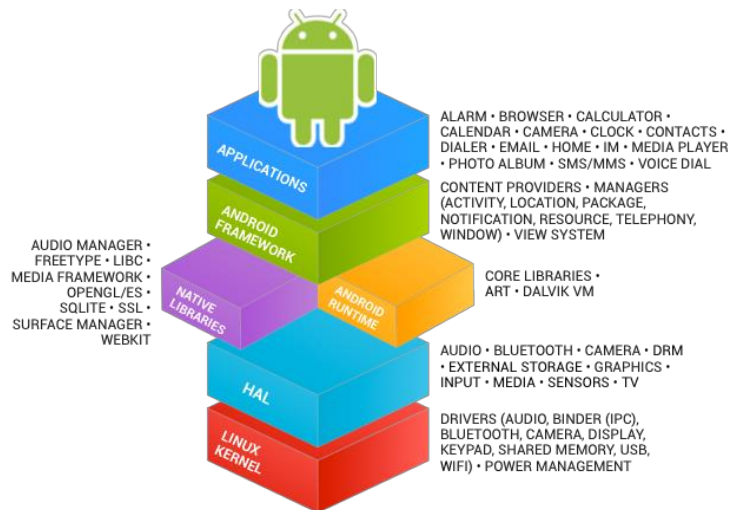 APPLICATIONS
ALARM • BROWSER • CALCULATOR •
CALENDAR • CAMERA • CLOCK • CONTACTS •
DIALER • EMAIL • HOME • IM • MEDIA PLAYER
• PHOTO ALBUM • SMS/MMS • VOICE DIAL
ANDROID
FRAMEWORK
CONTENT PROVIDERS • MANAGERS
(ACTIVITY, LOCATION, PACKAGE,
NOTIFICATION, RESOURCE, TELEPHONY,
WINDOW) • VIEW SYSTEM
AUDIO MANAGER •
FREETYPE • LIBC •
MEDIA FRAMEWORK •
OPENGL/ES •
SQLITE • SSL •
SURFACE MANAGER •
WEBKIT
NATIVE
LIBRARIES
ANDROID
RUNTIME
CORE LIBRARIES •
ART • DALVIK VM
HAL
AUDIO • BLUETOOTH • CAMERA • DRM
• EXTERNAL STORAGE • GRAPHICS •
INPUT • MEDIA • SENSORS • TV
LINUX
KERNEL
DRIVERS (AUDIO, BINDER (IPC),
BLUETOOTH, CAMERA, DISPLAY,
KEYPAD, SHARED MEMORY, USB,
WIFI) • POWER MANAGEMENT